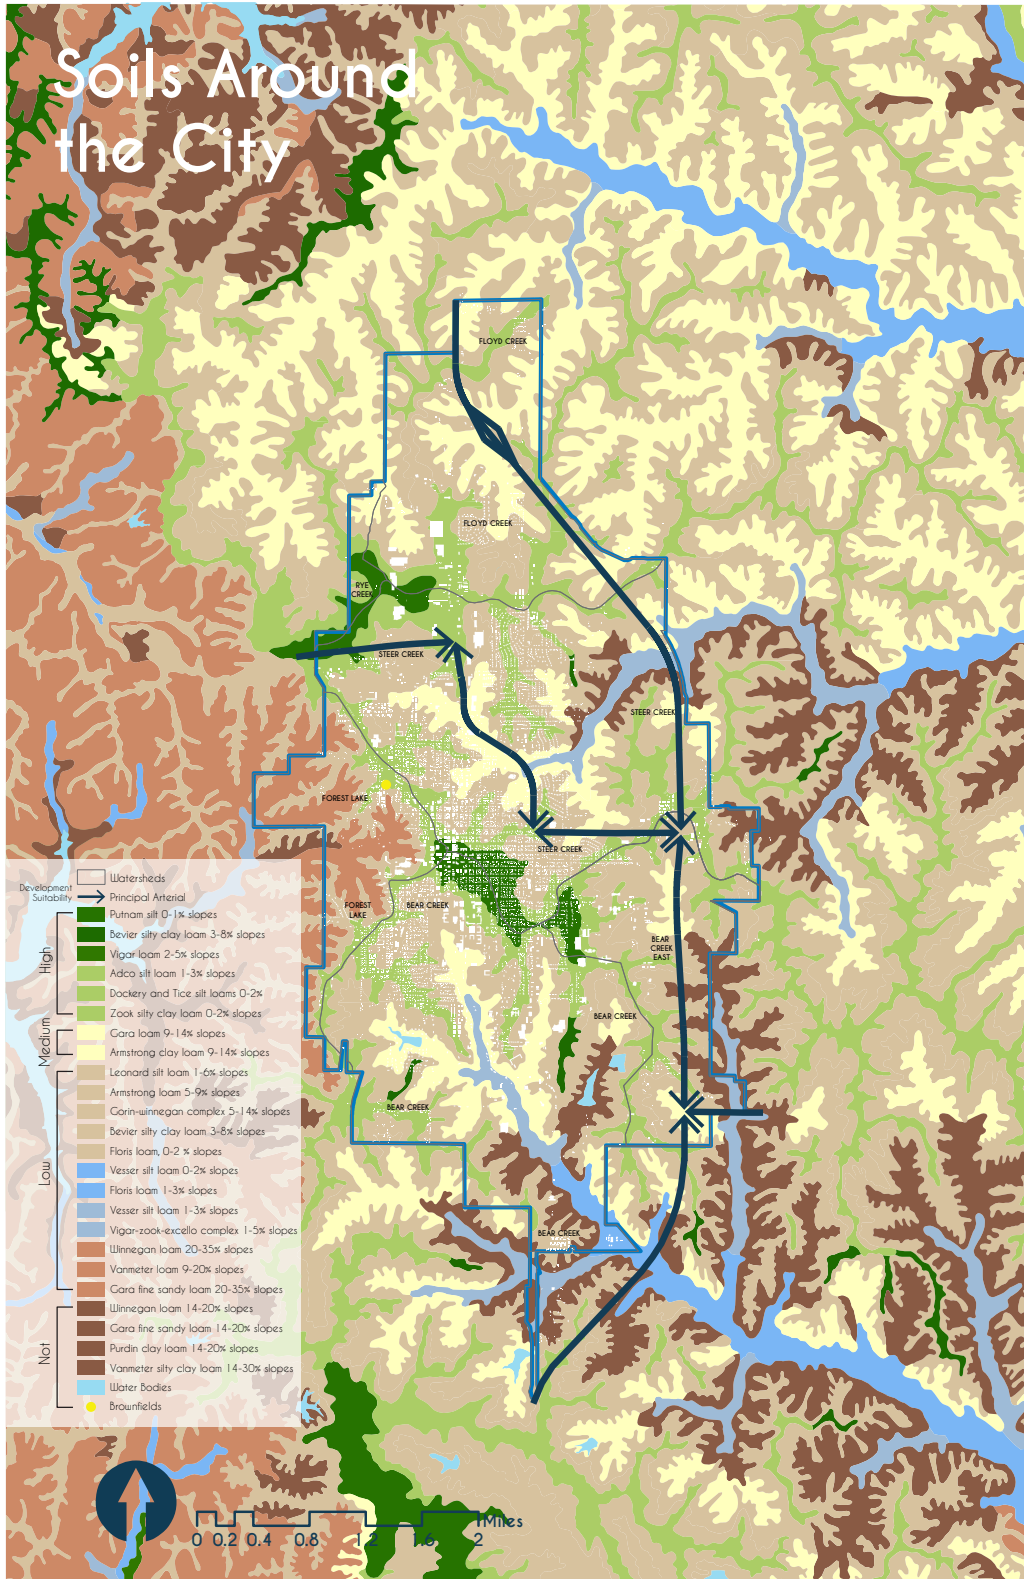 Soils Around
the City
FLOYD CREEK
FLOYD CREEK
RYE
CREEK
STEER CREEK
STEER CREEK
FOREST LAKE
STEER CREEK
FOREST
LAKE
BEAR CREEK
BEAR
CREEK
EAST
BEAR CREEK
BEAR CREEK
BEAR CREEK
Development
Suitability
Watersheds
Principal Arterial
High
Putnam silt 0-1% slopes
Bevier silty clay loam 3-8% slopes
Vigar loam 2-5% slopes
Adco silt loam 1-3% slopes
Dockery and Tice silt loams 0-2%
Zook silty clay loam 0-2% slopes
Medium
Gara loam 9-14% slopes
Armstrong clay loam 9-14% slopes
Low
Leonard silt loam 1-6% slopes
Armstrong loam 5-9% slopes
Gorin-winnegan complex 5-14% slopes
Bevier silty clay loam 3-8% slopes
Floris loam, 0-2 % slopes
Vesser silt loam 0-2% slopes
Floris loam 1-3% slopes
Vesser silt loam 1-3% slopes
Vigar-zook-excello complex 1-5% slopes
Winnegan loam 20-35% slopes
Vanmeter loam 9-20% slopes
Gara fine sandy loam 20-35% slopes
Not
Winnegan loam 14-20% slopes
Gara fine sandy loam 14-20% slopes
Purdin clay loam 14-20% slopes
Vanmeter silty clay loam 14-30% slopes
Water Bodies
Brownfields
Miles
0 0.2 0.4 0.8 1.2 1.6 2